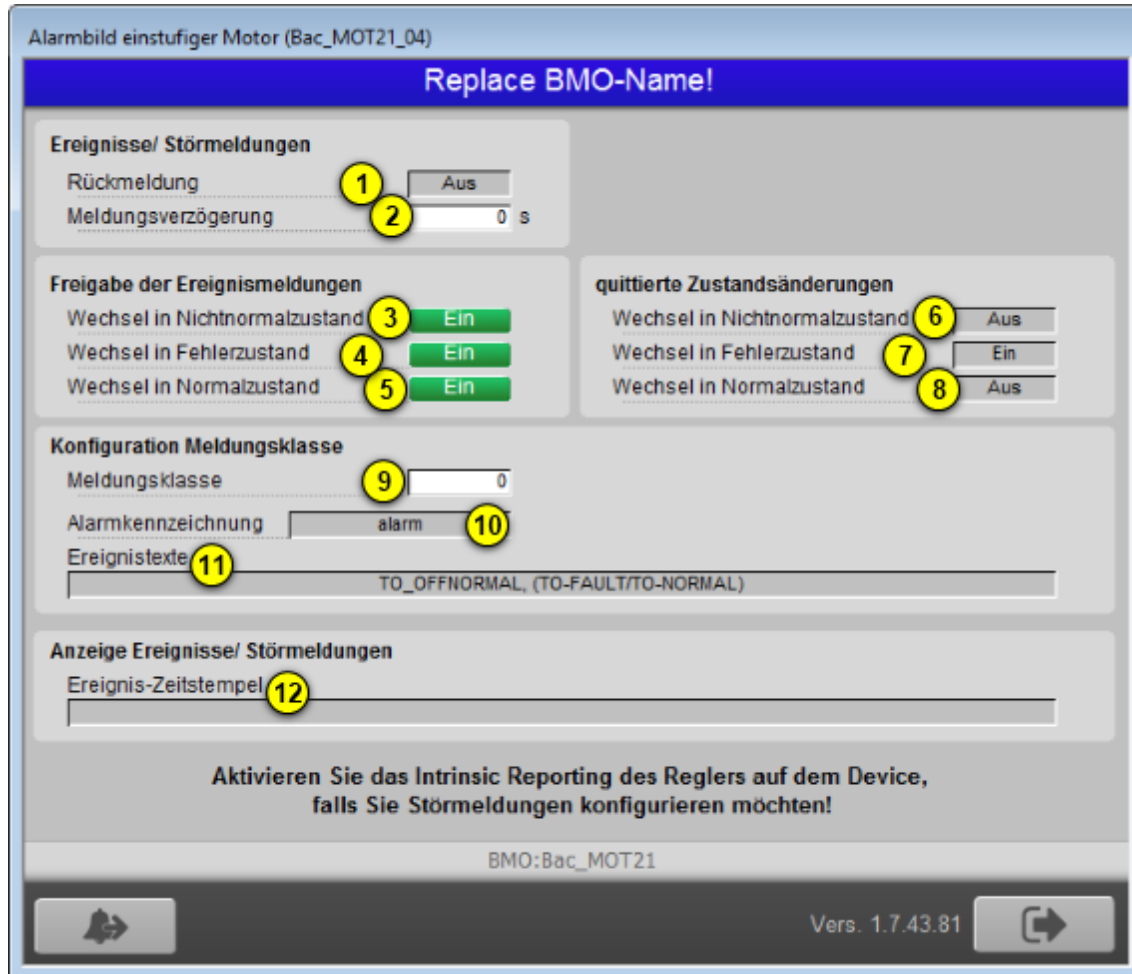 Alarmbild einstufiger Motor (Bac_MOT21_04)
Replace BMO-Name!
Ereignisse/ Störmeldungen
Rückmeldung 1 Aus
Meldungsverzögerung 2 0 s
Freigabe der Ereignismeldungen
Wechsel in Nichtnormalzustand 3 Ein
Wechsel in Fehlerzustand 4 Ein
Wechsel in Normalzustand 5 Ein
quittierte Zustandsänderungen
Wechsel in Nichtnormalzustand 6 Aus
Wechsel in Fehlerzustand 7 Ein
Wechsel in Normalzustand 8 Aus
Konfiguration Meldungsklasse
Meldungsklasse 9 0
Alarmkennzeichnung alarm 10
Ereignistexte 11
TO_OFFNORMAL, (TO-FAULT/TO-NORMAL)
Anzeige Ereignisse/ Störmeldungen
Ereignis-Zeitstempel 12
Aktivieren Sie das Intrinsic Reporting des Reglers auf dem Device,
falls Sie Störmeldungen konfigurieren möchten!
BMO:Bac_MOT21
Vers. 1.7.43.81